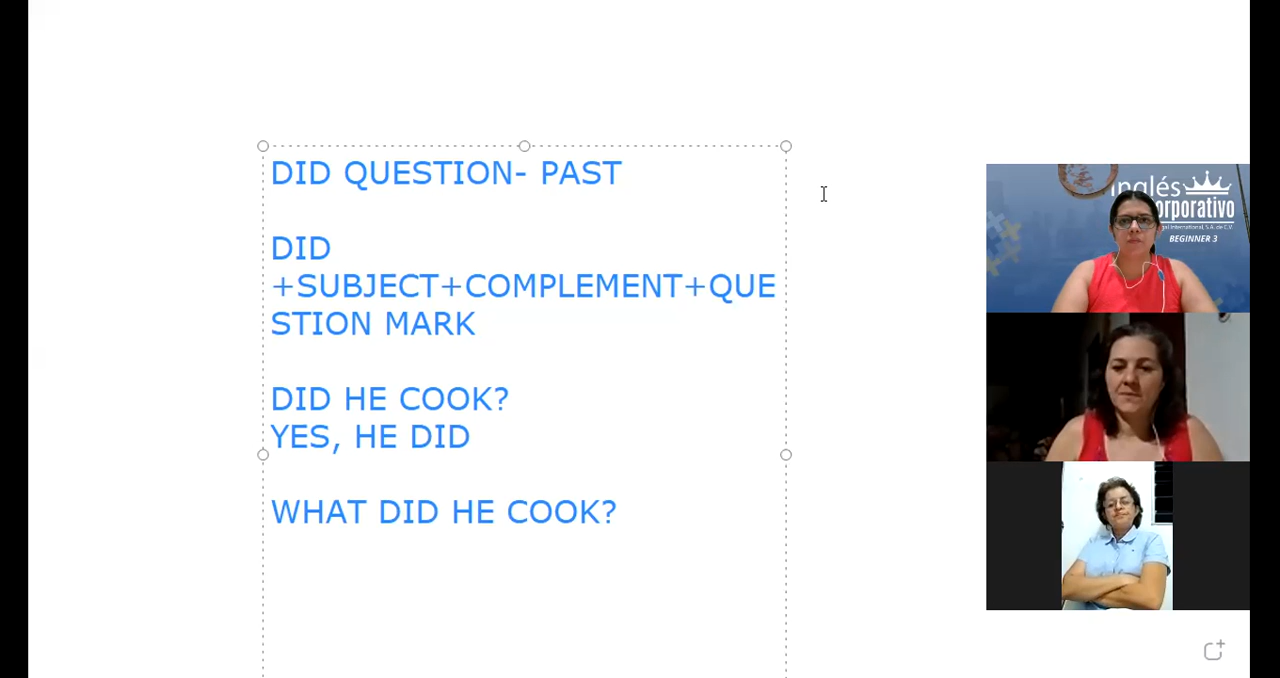 DID QUESTION- PAST
DID
+SUBJECT+COMPLEMENT+QUE
STION MARK
DID HE COOK?
YES, HE DID
WHAT DID HE COOK?
Inglés
orporativo
BEGINNER 3